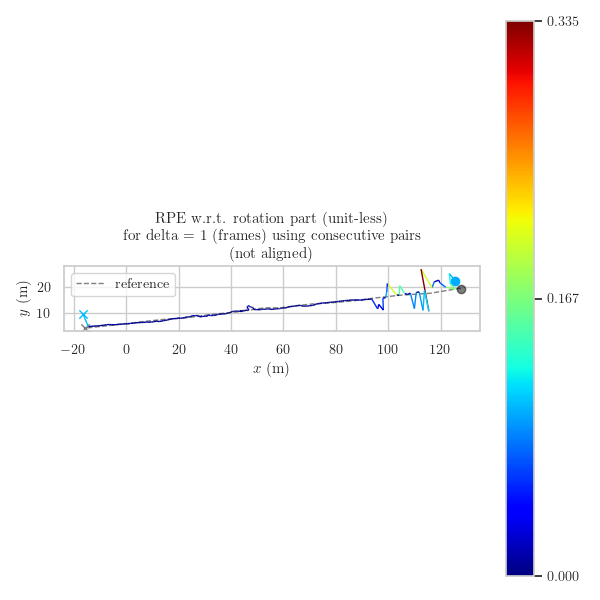 RPE w.r.t. rotation part (unit-less)
for delta = 1 (frames) using consecutive pairs
(not aligned)
reference
y (m)
20
10
−20 0 20 40 60 80 100 120
x (m)
0.335
0.167
0.000